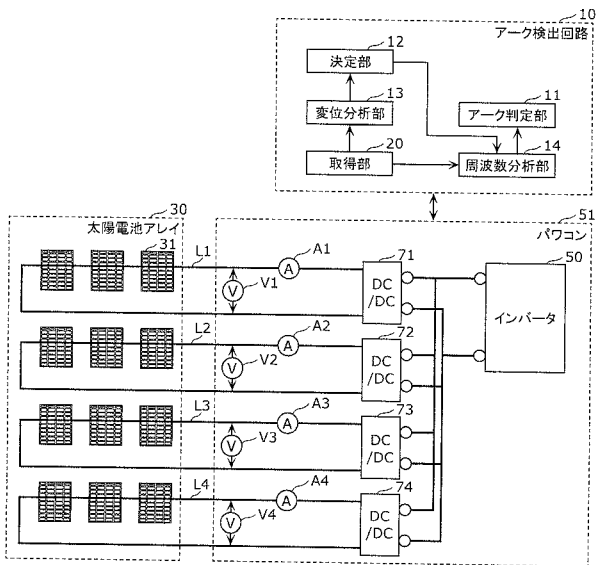 10
アーク検出回路
12
決定部
13
変位分析部
11
アーク判定部
20
取得部
14
周波数分析部
30
太陽電池アレイ
31
51
パワコン
L1
A1
A
V
V1
71
DC
/DC
50
インバータ
L2
A2
A
V
V2
72
DC
/DC
L3
A3
A
V
V3
73
DC
/DC
L4
A4
A
V
V4
74
DC
/DC